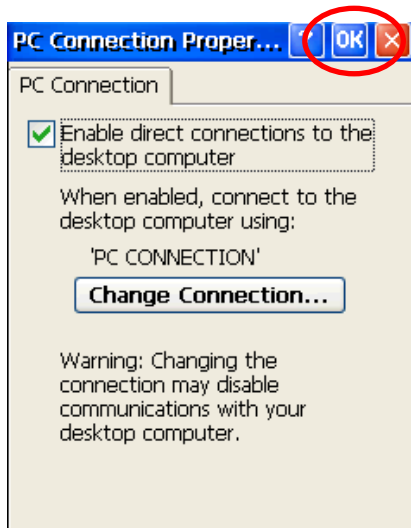 PC Connection Proper... ? OK ×
PC Connection
Enable direct connections to the
desktop computer
When enabled, connect to the
desktop computer using:
'PC CONNECTION'
Change Connection...
Warning: Changing the
connection may disable
communications with your
desktop computer.